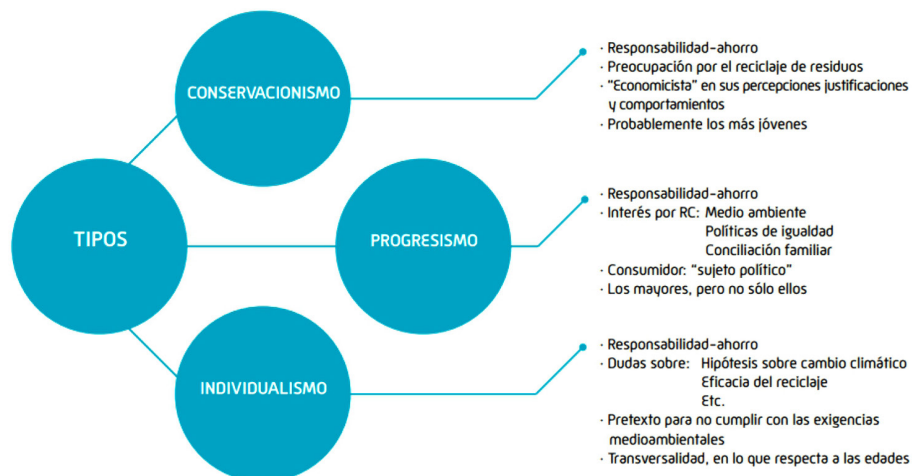 TIPOS
CONSERVACIONISMO
· Responsabilidad-ahorro
· Preocupación por el reciclaje de residuos
· "Economicista" en sus percepciones justificaciones
y comportamientos
· Probablemente los más jóvenes
PROGRESISMO
· Responsabilidad-ahorro
· Interés por RC: Medio ambiente
Políticas de igualdad
Conciliación familiar
· Consumidor: "sujeto político"
· Los mayores, pero no sólo ellos
INDIVIDUALISMO
· Responsabilidad-ahorro
· Dudas sobre: Hipótesis sobre cambio climático
Eficacia del reciclaje
Etc.
· Pretexto para no cumplir con las exigencias
medioambientales
· Transversalidad, en lo que respecta a las edades